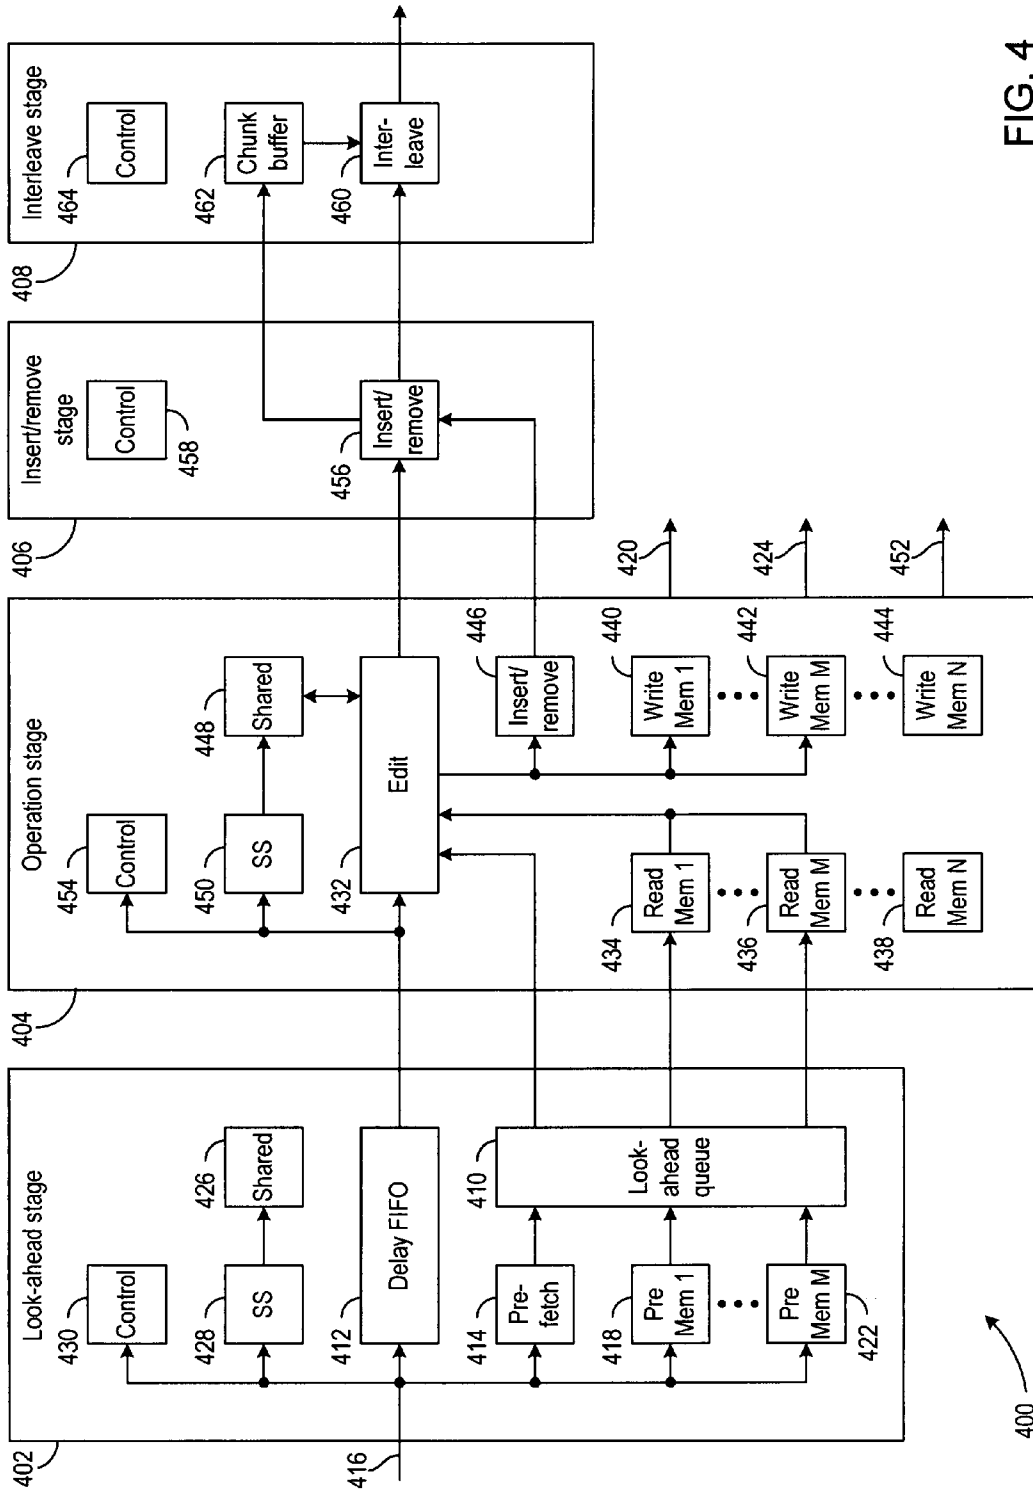 Look-ahead stage
402
416
430
Control
428
SS
426
Shared
412
Delay FIFO
414
Pre-
fetch
418
Pre
Mem 1
Pre
Mem M
422
410
Look-
ahead
queue
Operation stage
404
454
Control
450
SS
448
Shared
432
Edit
434
Read
Mem 1
436
Read
Mem M
438
Read
Mem N
446
Insert/
remove
440
Write
Mem 1
442
Write
Mem M
444
Write
Mem N
420
424
452
Insert/remove
stage
406
Control
458
456
Insert/
remove
Interleave stage
408
464
Control
462
Chunk
buffer
460
Inter-
leave
400
FIG. 4